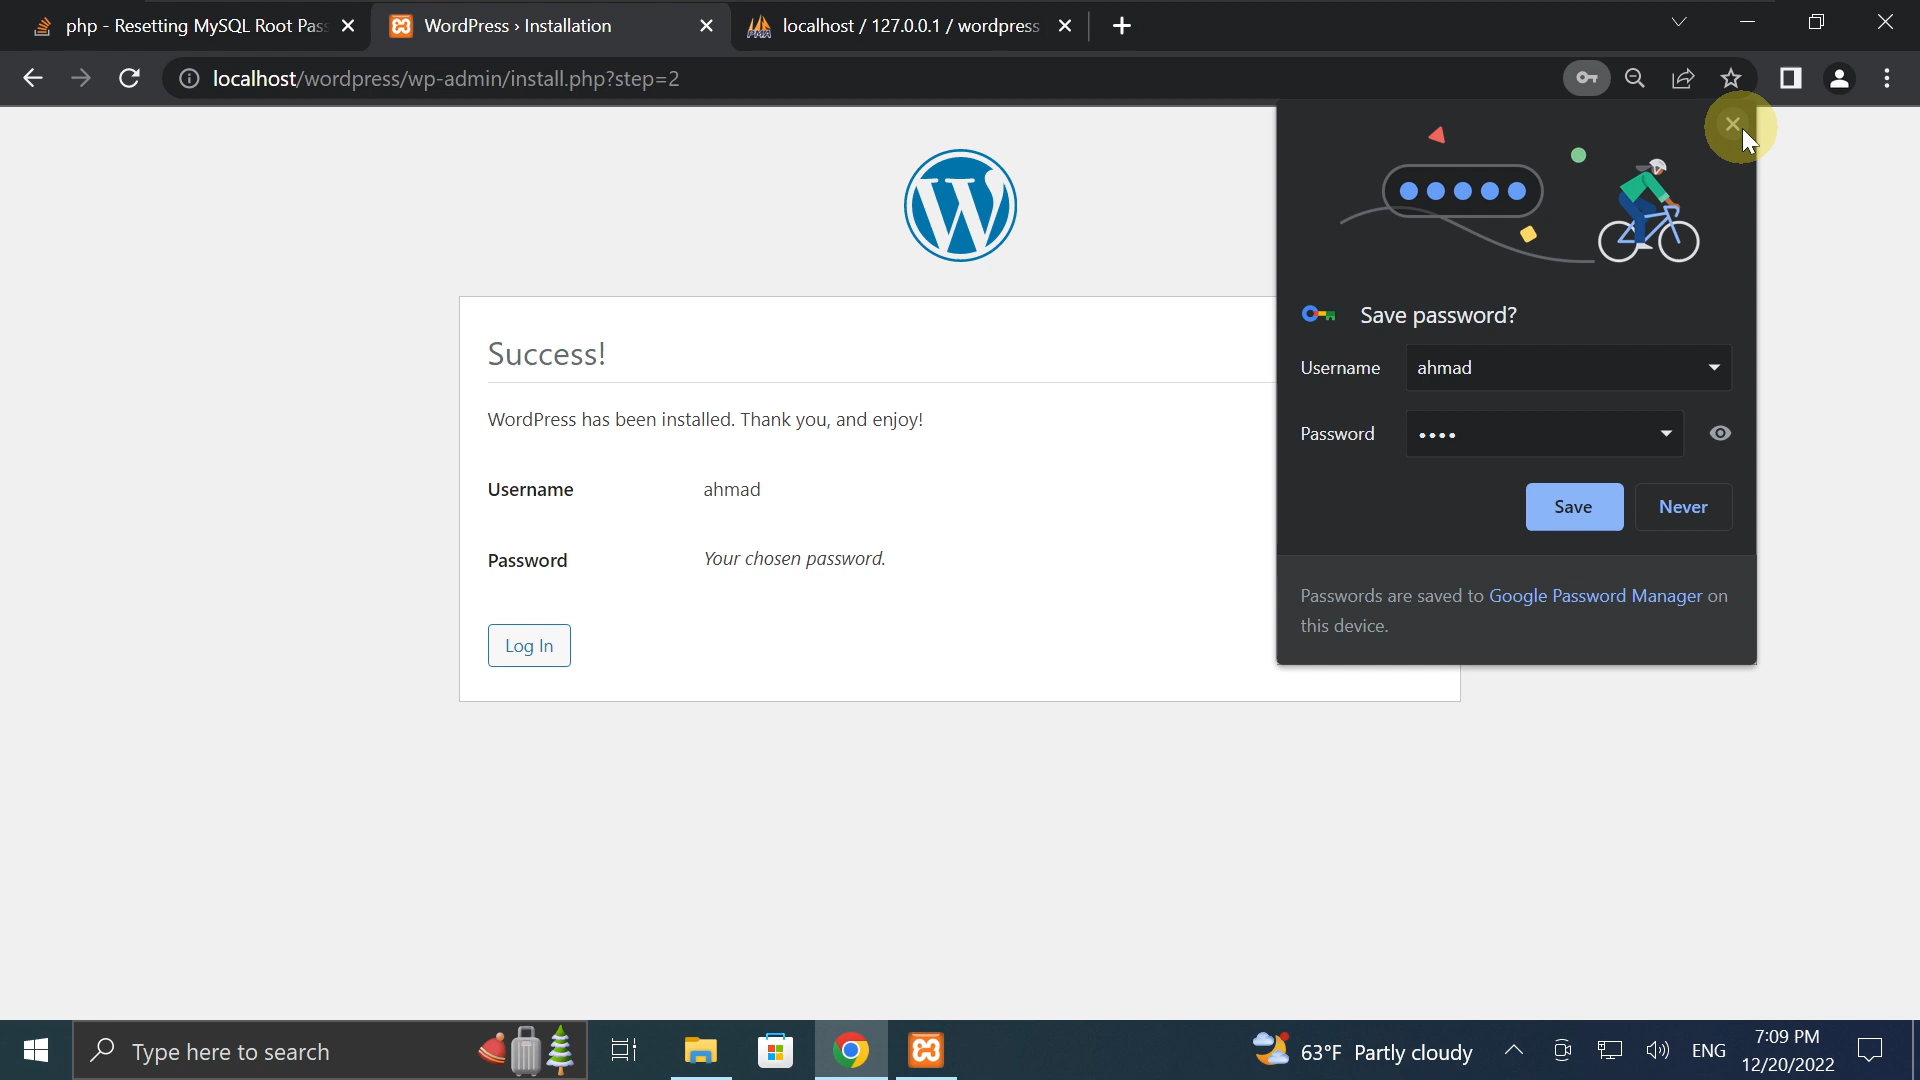 php - Resetting MySQL Root Pas
WordPress › Installation
localhost / 127.0.0.1 / wordpress
localhost/wordpress/wp-admin/install.php?step=2
Success!
WordPress has been installed. Thank you, and enjoy!
Username ahmad
Password Your chosen password.
Log In
Save password?
Username ahmad
Password ••••
Save Never
Passwords are saved to Google Password Manager on
this device.
Type here to search
63°F Partly cloudy
ENG
7:09 PM
12/20/2022